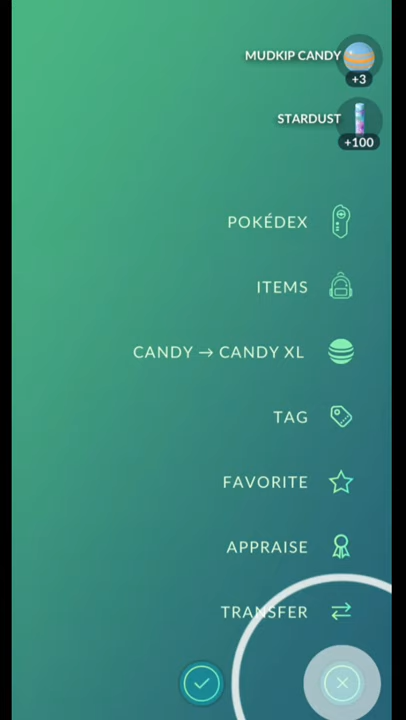 MUDKIP CANDY
+3
STARDUST
+100
POKÉDEX
ITEMS
CANDY → CANDY XL
TAG
FAVORITE
APPRAISE
TRANSFER